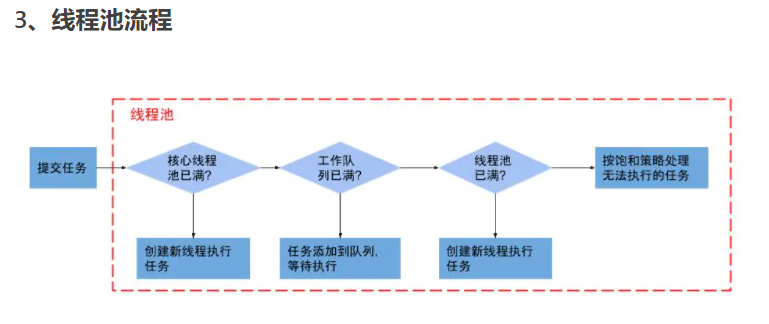 3、线程池流程
线程池
提交任务
核心线程
池已满?
工作队
列已满?
线程池
已满?
按饱和策略处理
无法执行的任务
创建新线程执行
任务
任务添加到队列,
等待执行
创建新线程执行
任务